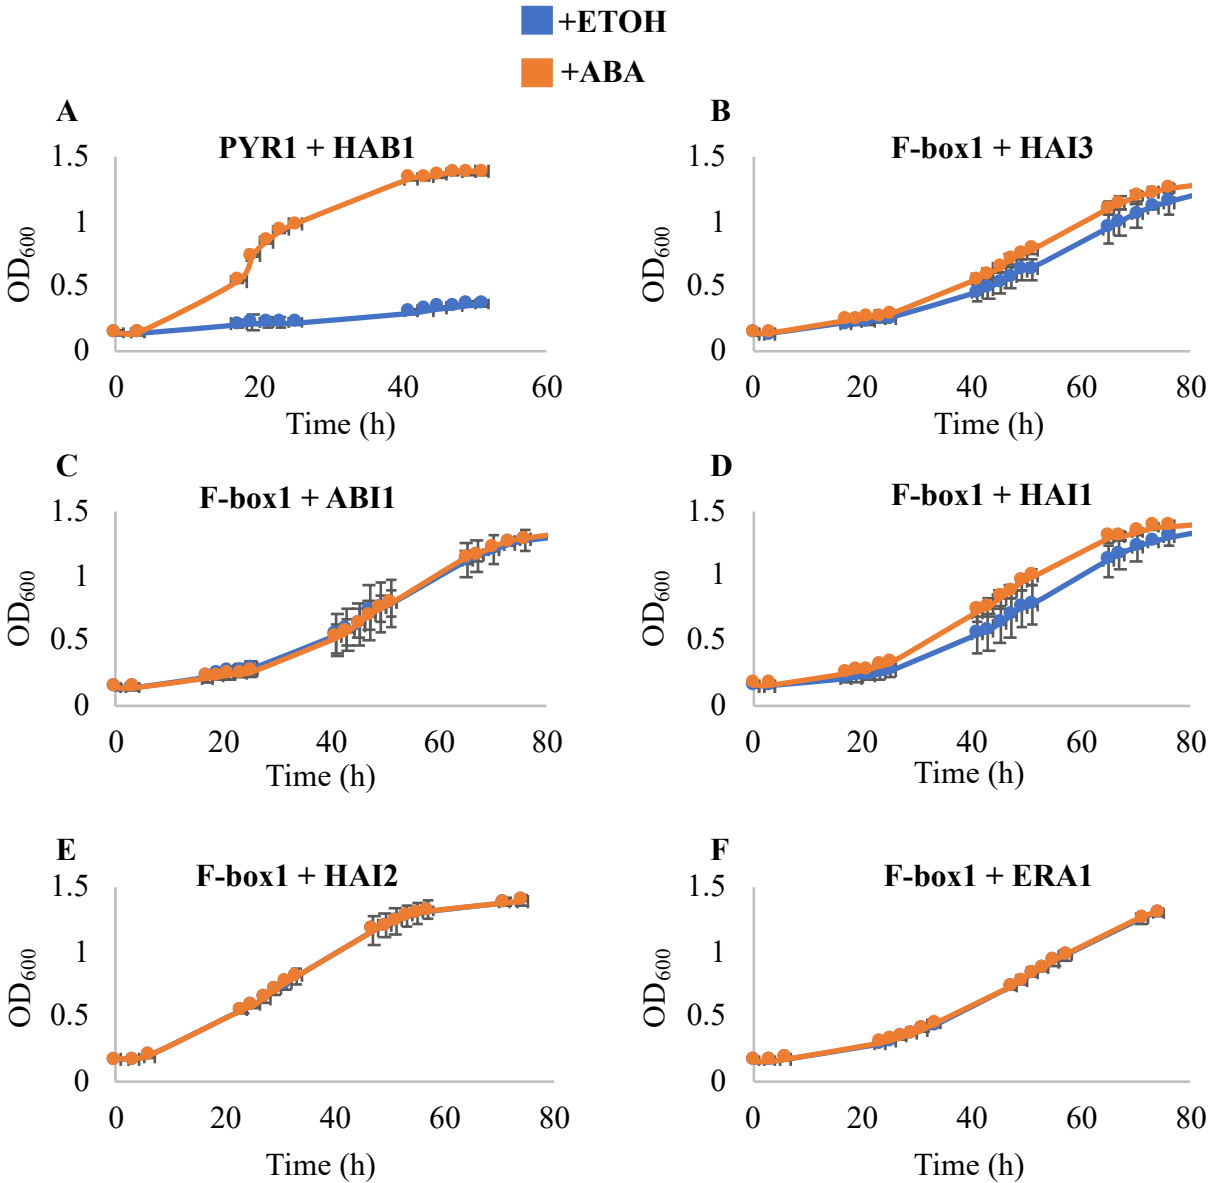 +ETOH
+ABA
A
PYR1 + HAB1
1.5
1
0.5
0
OD600
0 20 40 60
Time (h)
B
F-box1 + HAI3
1.5
1
0.5
0
OD600
0 20 40 60 80
Time (h)
C
F-box1 + ABI1
1.5
1
0.5
0
OD600
0 20 40 60 80
Time (h)
D
F-box1 + HAI1
1.5
1
0.5
0
OD600
0 20 40 60 80
Time (h)
E
F-box1 + HAI2
1.5
1
0.5
0
OD600
0 20 40 60 80
Time (h)
F
F-box1 + ERA1
1.5
1
0.5
0
OD600
0 20 40 60 80
Time (h)